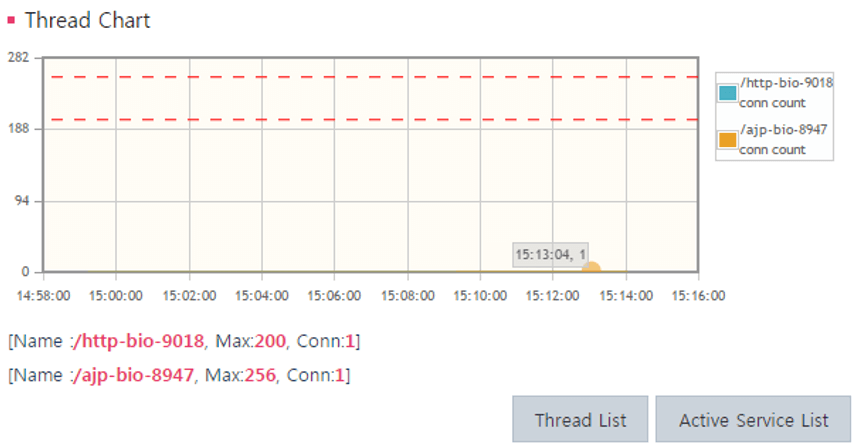 Thread Chart
282
188
94
0
/http-bio-9018
conn count
/ajp-bio-8947
conn count
15:13:04, 1
14:58:00 15:00:00 15:02:00 15:04:00 15:06:00 15:08:00 15:10:00 15:12:00 15:14:00 15:16:00
[Name :/http-bio-9018, Max:200, Conn:1]
[Name :/ajp-bio-8947, Max:256, Conn:1]
Thread List Active Service List